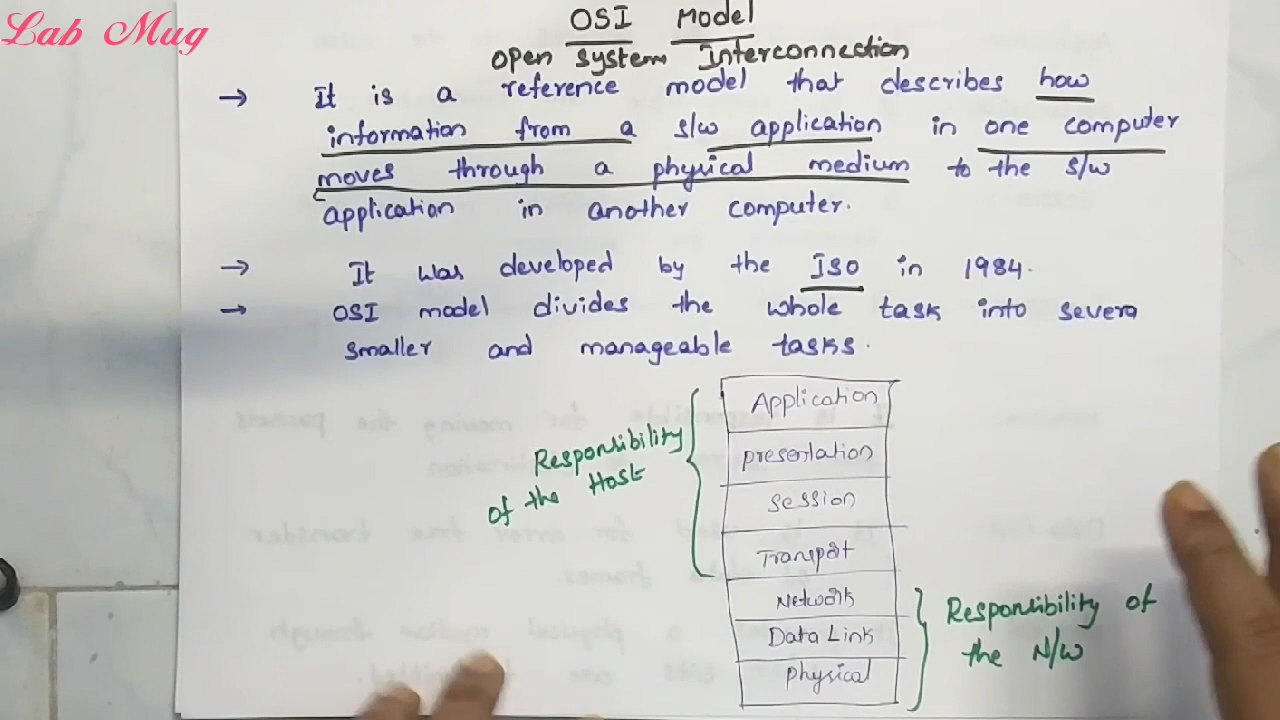 Lab Mug
OSI Model
open system Interconnection
→ It is a reference model that describes how
information from a s/w application in one computer
moves through a physical medium to the s/w
application in another computer.
→ It was developed by the ISO in 1984.
→ OSI model divides the whole task into severa
smaller and manageable tasks.
Application
presentation
session
Transport
Network
Data Link
physical
Responsibility
of the Host
Responsibility of
the N/W